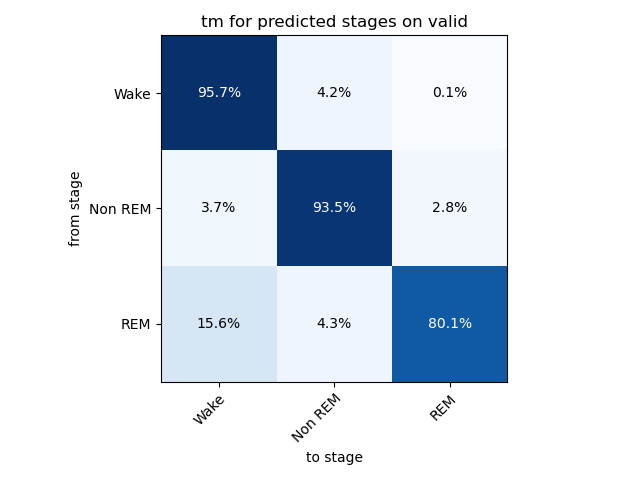 tm for predicted stages on valid
Wake 95.7% 4.2% 0.1%
Non REM 3.7% 93.5% 2.8%
REM 15.6% 4.3% 80.1%
from stage
Wake Non REM REM
to stage